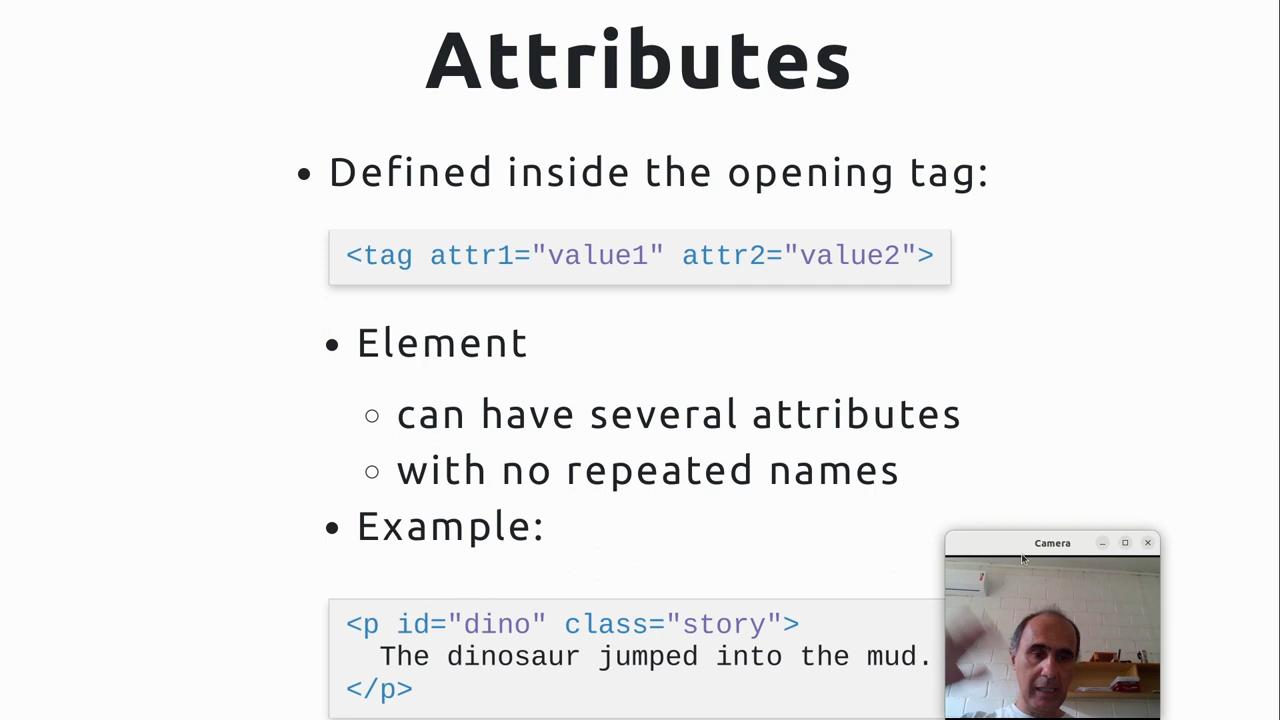 Attributes
• Defined inside the opening tag:
<tag attr1="value1" attr2="value2">
• Element
◦ can have several attributes
◦ with no repeated names
• Example:
Camera
<p id="dino" class="story">
The dinosaur jumped into the mud.
</p>